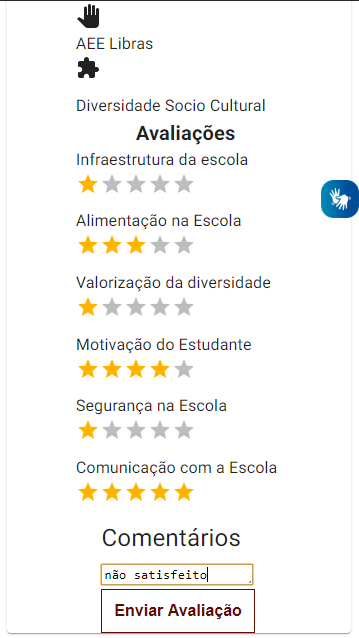 AEE Libras
Diversidade Socio Cultural
Avaliações
Infraestrutura da escola
Alimentação na Escola
Valorização da diversidade
Motivação do Estudante
Segurança na Escola
Comunicação com a Escola
Comentários
não satisfeito
Enviar Avaliação